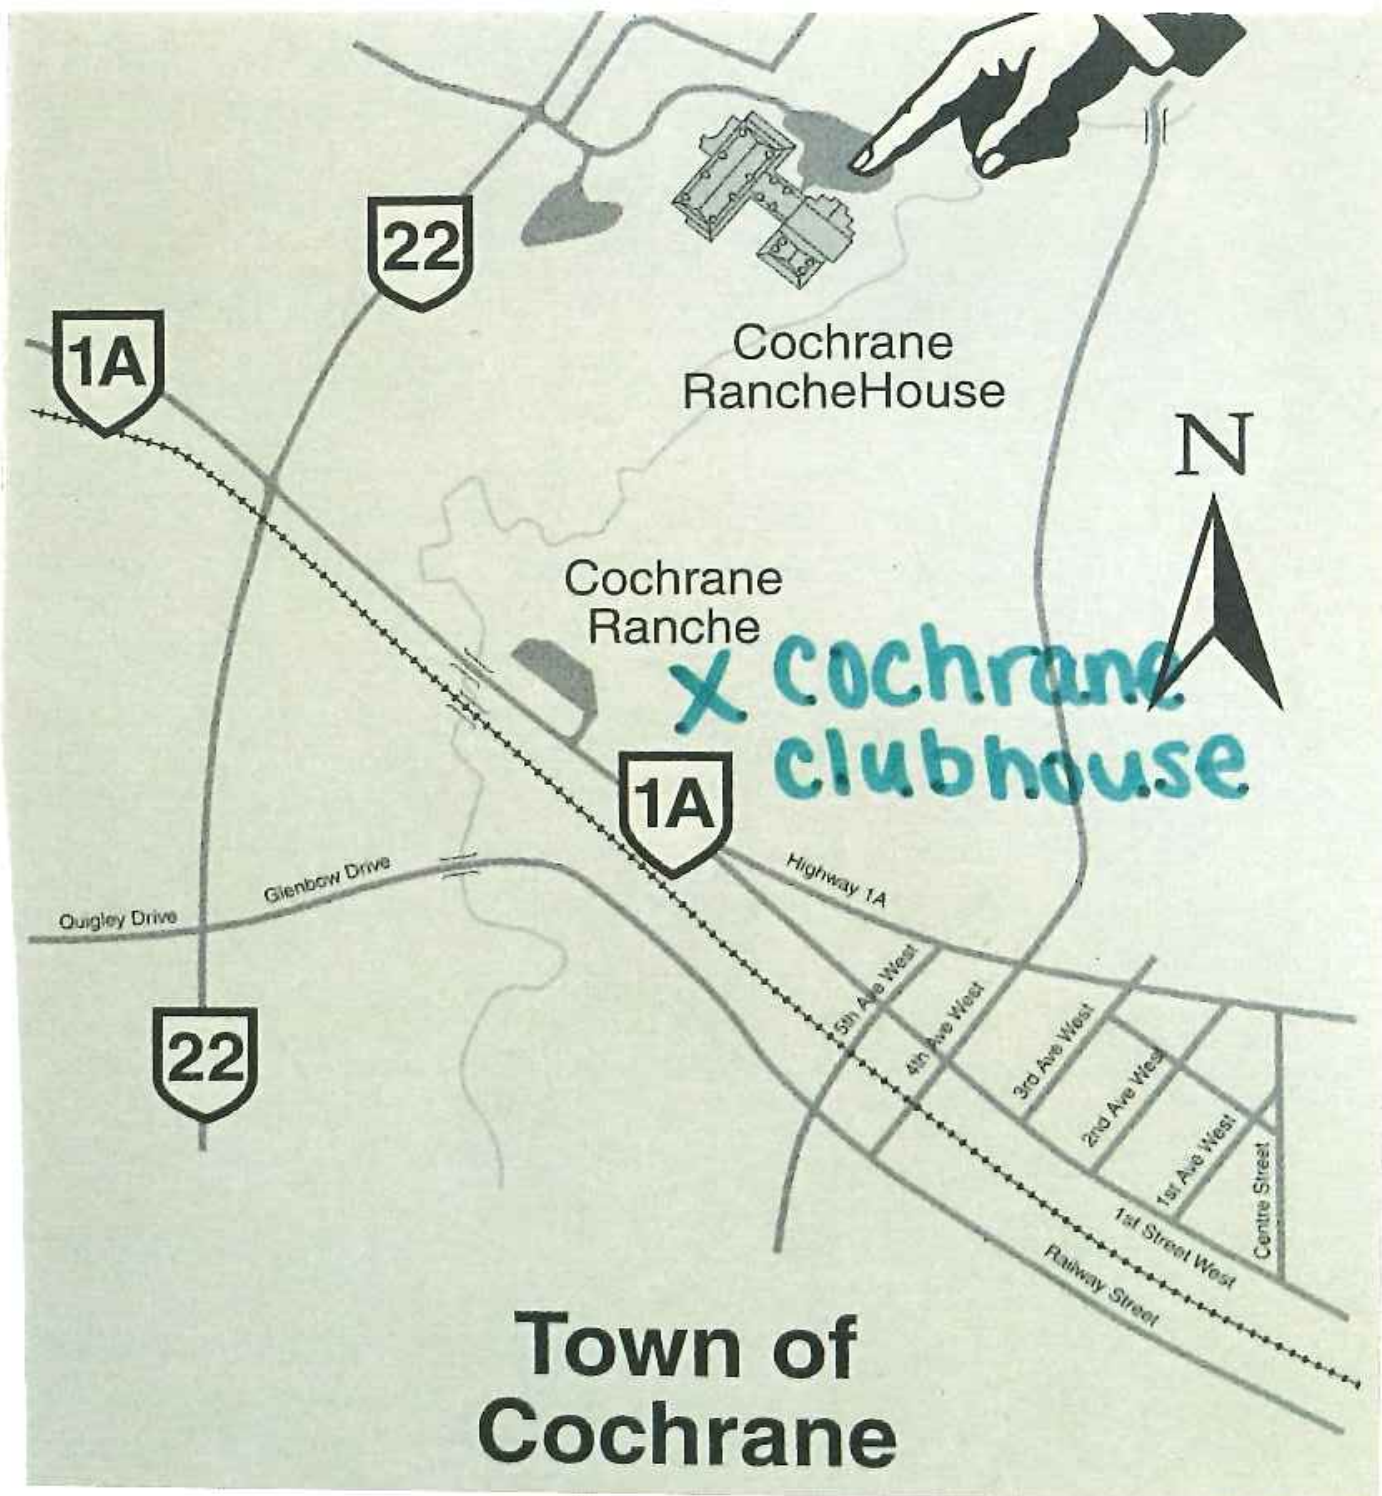 22
1A
Cochrane
RancheHouse
N
Cochrane
Ranche
X Cochrane
clubhouse
1A
Highway 1A
Glenbow Drive
Quigley Drive
22
5th Ave West
4th Ave West
3rd Ave West
2nd Ave West
1st Ave West
Centre Street
1st Street West
Railway Street
Town of
Cochrane